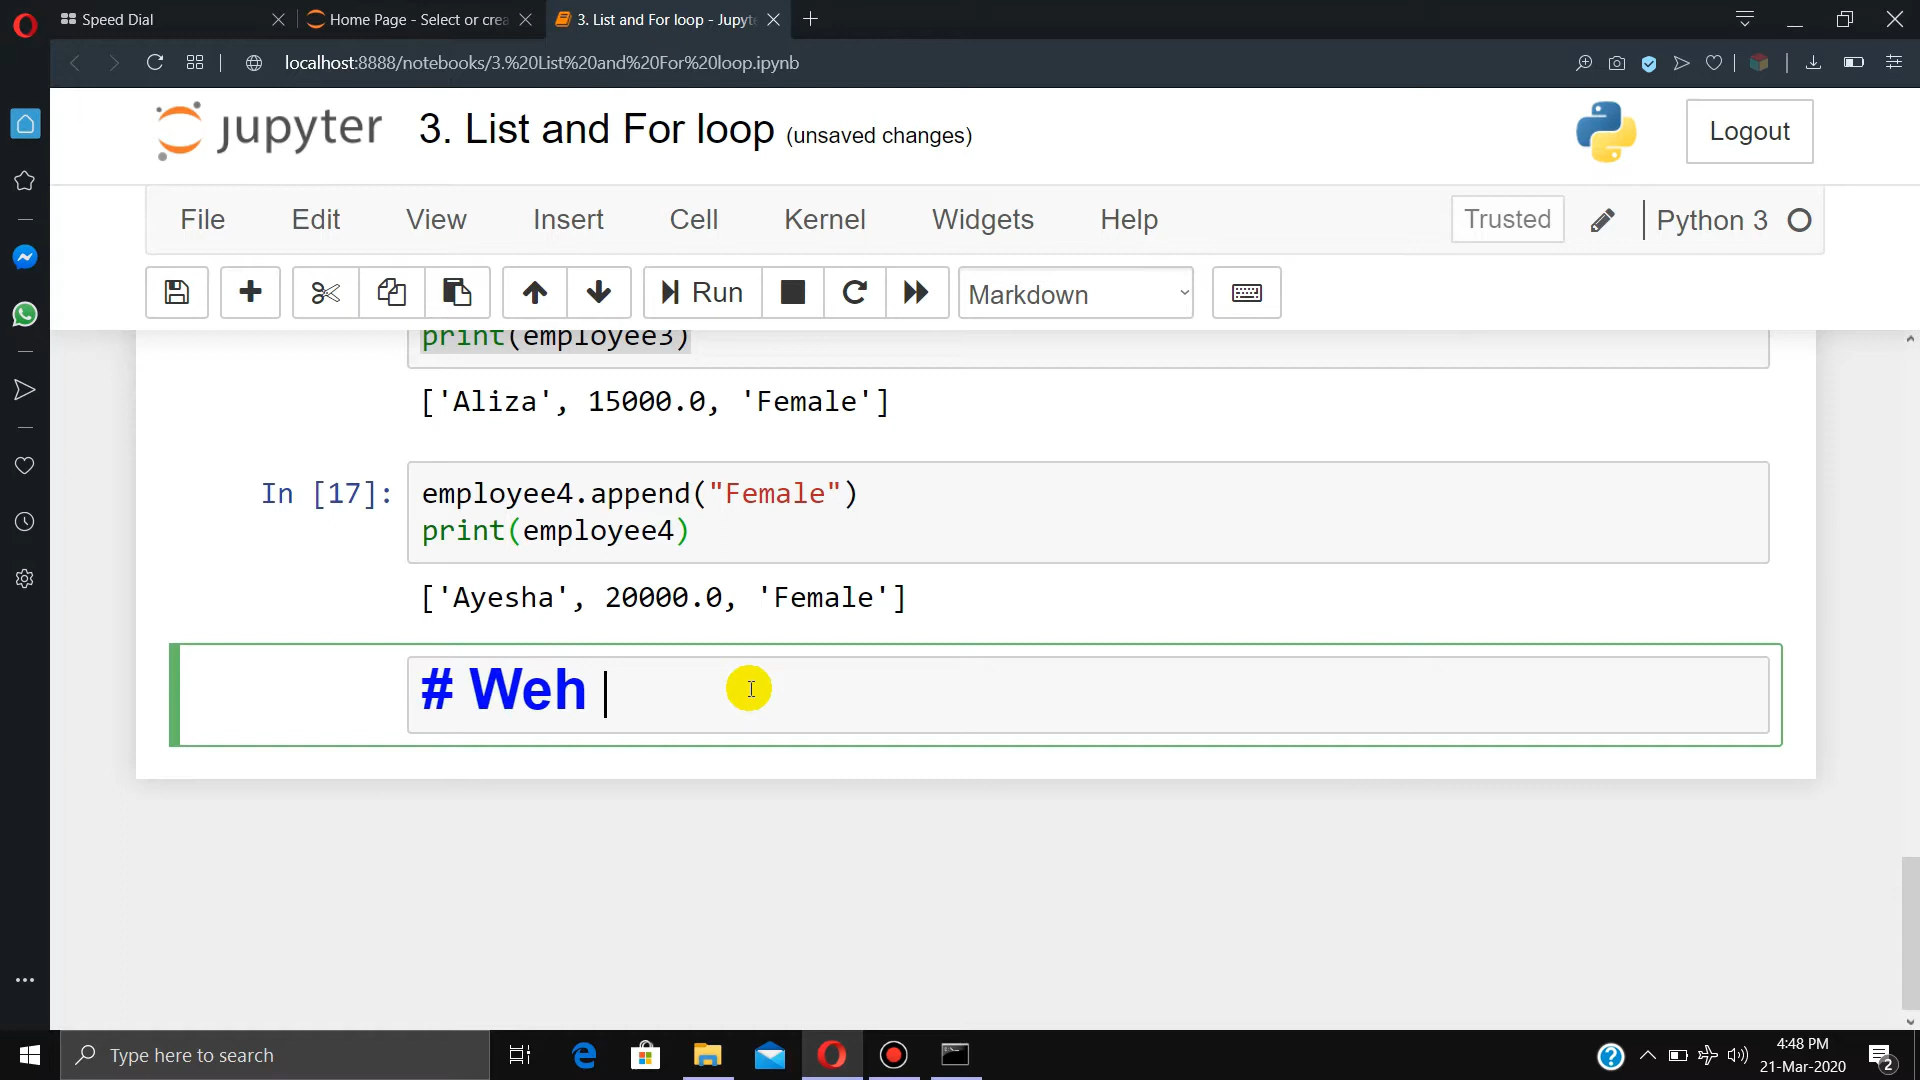 Speed Dial
Home Page - Select or crea
3. List and For loop - Jupyt
localhost:8888/notebooks/3.%20List%20and%20For%20loop.ipynb
jupyter 3. List and For loop (unsaved changes)
Logout
File Edit View Insert Cell Kernel Widgets Help
Trusted
Python 3
Run
Markdown
print(employee3)
['Aliza', 15000.0, 'Female']
In [17]: employee4.append("Female")
print(employee4)
['Ayesha', 20000.0, 'Female']
# Weh
Type here to search
4:48 PM
21-Mar-2020
2